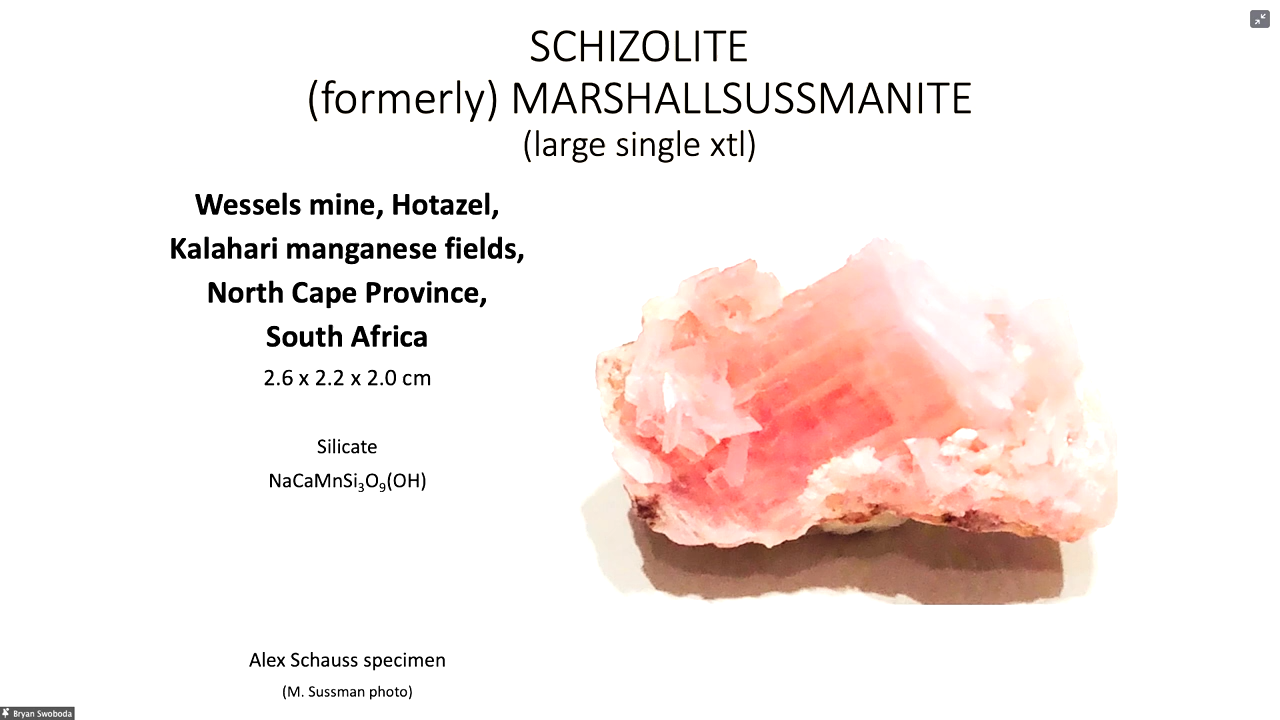 SCHIZOLITE
(formerly) MARSHALLSUSSMANITE
(large single xtl)
Wessels mine, Hotazel,
Kalahari manganese fields,
North Cape Province,
South Africa
2.6 x 2.2 x 2.0 cm
Silicate
NaCaMnSi₃O₉(OH)
Alex Schauss specimen
(M. Sussman photo)
Bryan Swoboda